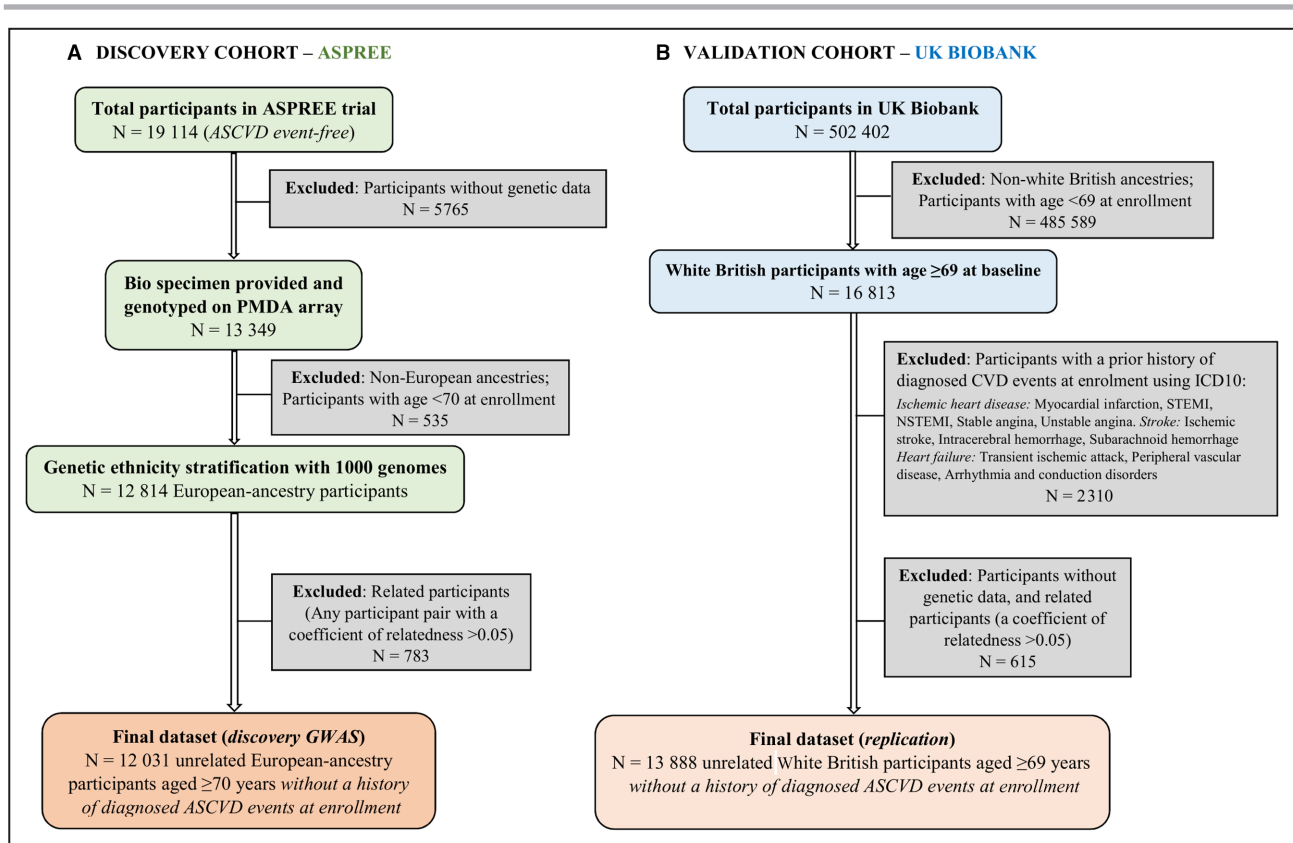 A DISCOVERY COHORT – ASPREE
Total participants in ASPREE trial
N = 19 114 (ASCVD event-free)
Excluded: Participants without genetic data
N = 5765
Bio specimen provided and
genotyped on PMDA array
N = 13 349
Excluded: Non-European ancestries;
Participants with age <70 at enrollment
N = 535
Genetic ethnicity stratification with 1000 genomes
N = 12 814 European-ancestry participants
Excluded: Related participants
(Any participant pair with a
coefficient of relatedness >0.05)
N = 783
Final dataset (discovery GWAS)
N = 12 031 unrelated European-ancestry
participants aged ≥70 years without a history
of diagnosed ASCVD events at enrollment
B VALIDATION COHORT – UK BIOBANK
Total participants in UK Biobank
N = 502 402
Excluded: Non-white British ancestries;
Participants with age <69 at enrollment
N = 485 589
White British participants with age ≥69 at baseline
N = 16 813
Excluded: Participants with a prior history of
diagnosed CVD events at enrolment using ICD10:
Ischemic heart disease: Myocardial infarction, STEMI,
NSTEMI, Stable angina, Unstable angina. Stroke: Ischemic
stroke, Intracerebral hemorrhage, Subarachnoid hemorrhage
Heart failure: Transient ischemic attack, Peripheral vascular
disease, Arrhythmia and conduction disorders
N = 2310
Excluded: Participants without
genetic data, and related
participants (a coefficient of
relatedness >0.05)
N = 615
Final dataset (replication)
N = 13 888 unrelated White British participants aged ≥69 years
without a history of diagnosed ASCVD events at enrollment